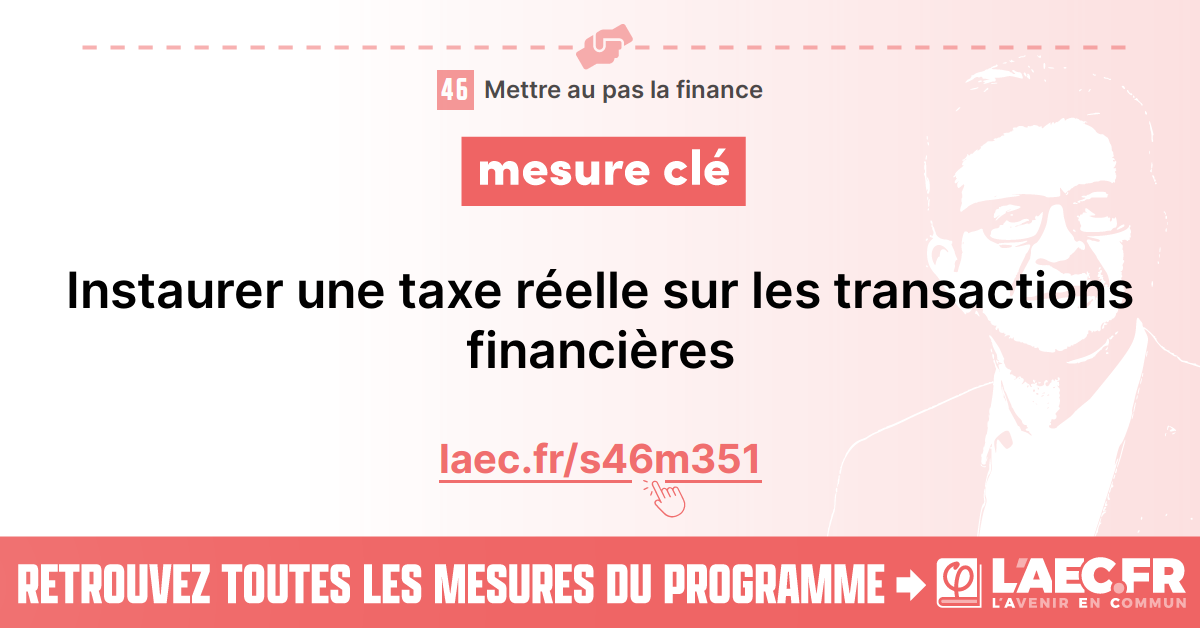 46 Mettre au pas la finance
mesure clé
Instaurer une taxe réelle sur les transactions
financières
laec.fr/s46m351
RETROUVEZ TOUTES LES MESURES DU PROGRAMME
φ L'AEC.FR
L'AVENIR EN COMMUN